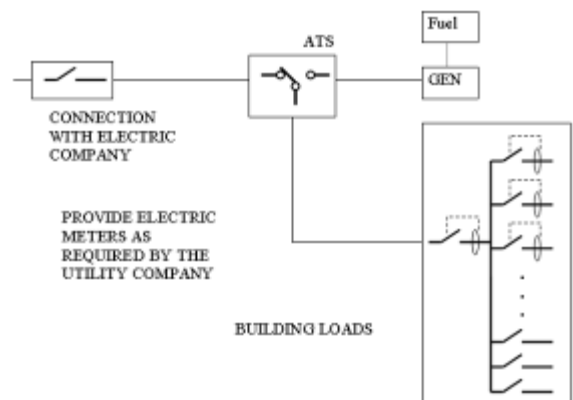 Fuel
ATS
GEN
CONNECTION
WITH ELECTRIC
COMPANY
PROVIDE ELECTRIC
METERS AS
REQUIRED BY THE
UTILITY COMPANY
BUILDING LOADS